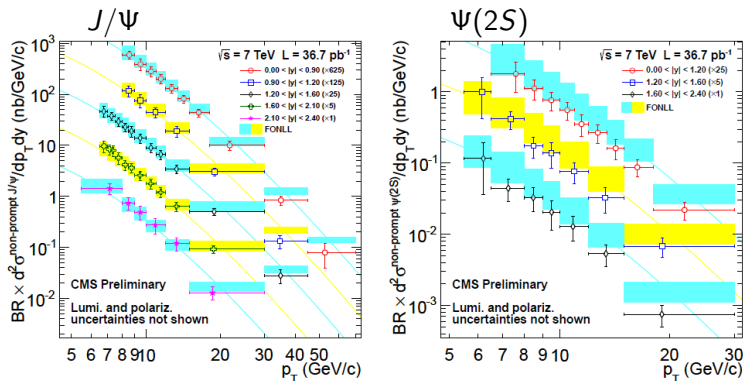 J/Ψ
BR × d²σ^non-prompt J/ψ/dp_T dy (nb/GeV/c)
10³
10²
10
1
10⁻¹
10⁻²
√s = 7 TeV L = 36.7 pb⁻¹
0.00 < |y| < 0.90 (×625)
0.90 < |y| < 1.20 (×125)
1.20 < |y| < 1.60 (×25)
1.60 < |y| < 2.10 (×5)
2.10 < |y| < 2.40 (×1)
FONLL
CMS Preliminary
Lumi. and polariz.
uncertainties not shown
5 6 7 8 9 10 20 30 40 50
p_T (GeV/c)
Ψ(2S)
BR × d²σ^non-prompt ψ(2S)/dp_T dy (nb/GeV/c)
10
1
10⁻¹
10⁻²
10⁻³
√s = 7 TeV L = 36.7 pb⁻¹
0.00 < |y| < 1.20 (×25)
1.20 < |y| < 1.60 (×5)
1.60 < |y| < 2.40 (×1)
FONLL
CMS Preliminary
Lumi. and polariz.
uncertainties not shown
5 6 7 8 9 10 20 30
p_T (GeV/c)